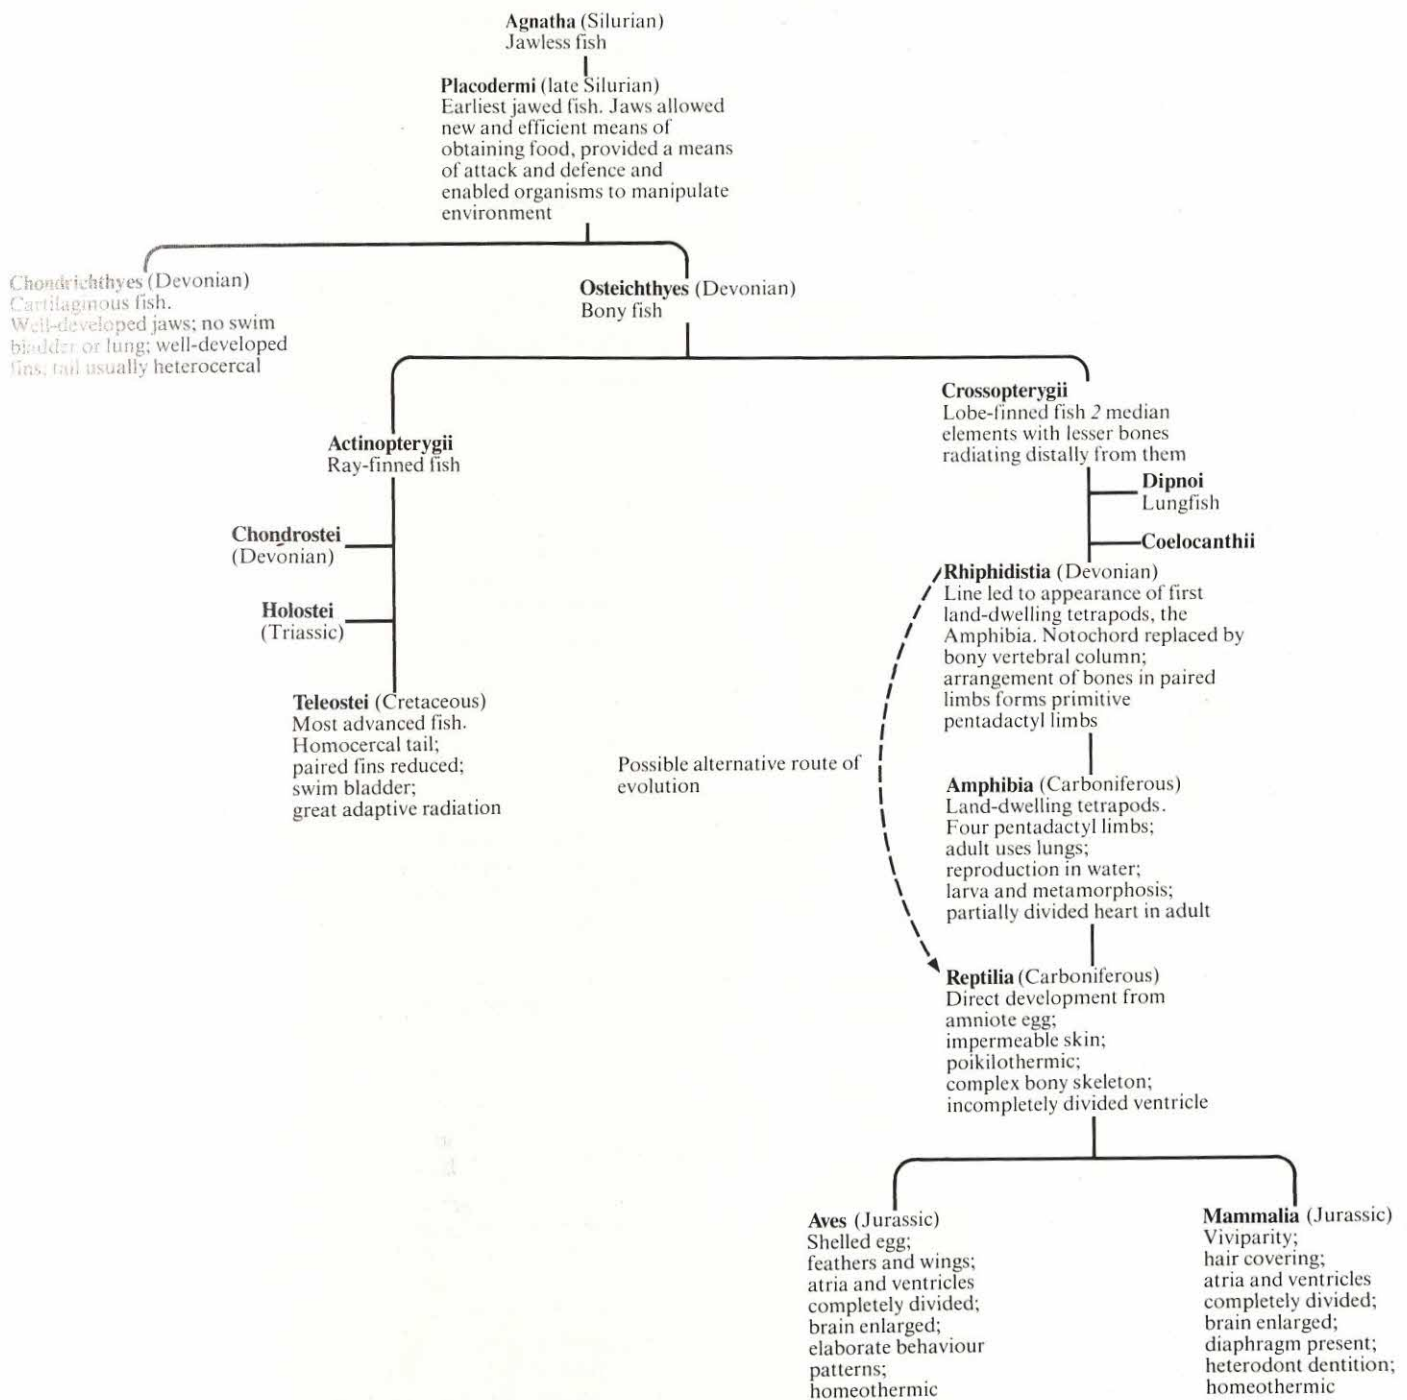 Agnatha (Silurian)
Jawless fish
Placodermi (late Silurian)
Earliest jawed fish. Jaws allowed
new and efficient means of
obtaining food, provided a means
of attack and defence and
enabled organisms to manipulate
environment
Chondrichthyes (Devonian)
Cartilaginous fish.
Well-developed jaws; no swim
bladder or lung; well-developed
fins; tail usually heterocercal
Osteichthyes (Devonian)
Bony fish
Actinopterygii
Ray-finned fish
Chondrostei
(Devonian)
Holostei
(Triassic)
Teleostei (Cretaceous)
Most advanced fish.
Homocercal tail;
paired fins reduced;
swim bladder;
great adaptive radiation
Crossopterygii
Lobe-finned fish 2 median
elements with lesser bones
radiating distally from them
Dipnoi
Lungfish
Coelocanthii
Rhiphidistia (Devonian)
Line led to appearance of first
land-dwelling tetrapods, the
Amphibia. Notochord replaced by
bony vertebral column;
arrangement of bones in paired
limbs forms primitive
pentadactyl limbs
Possible alternative route of
evolution
Amphibia (Carboniferous)
Land-dwelling tetrapods.
Four pentadactyl limbs;
adult uses lungs;
reproduction in water;
larva and metamorphosis;
partially divided heart in adult
Reptilia (Carboniferous)
Direct development from
amniote egg;
impermeable skin;
poikilothermic;
complex bony skeleton;
incompletely divided ventricle
Aves (Jurassic)
Shelled egg;
feathers and wings;
atria and ventricles
completely divided;
brain enlarged;
elaborate behaviour
patterns;
homeothermic
Mammalia (Jurassic)
Viviparity;
hair covering;
atria and ventricles
completely divided;
brain enlarged;
diaphragm present;
heterodont dentition;
homeothermic